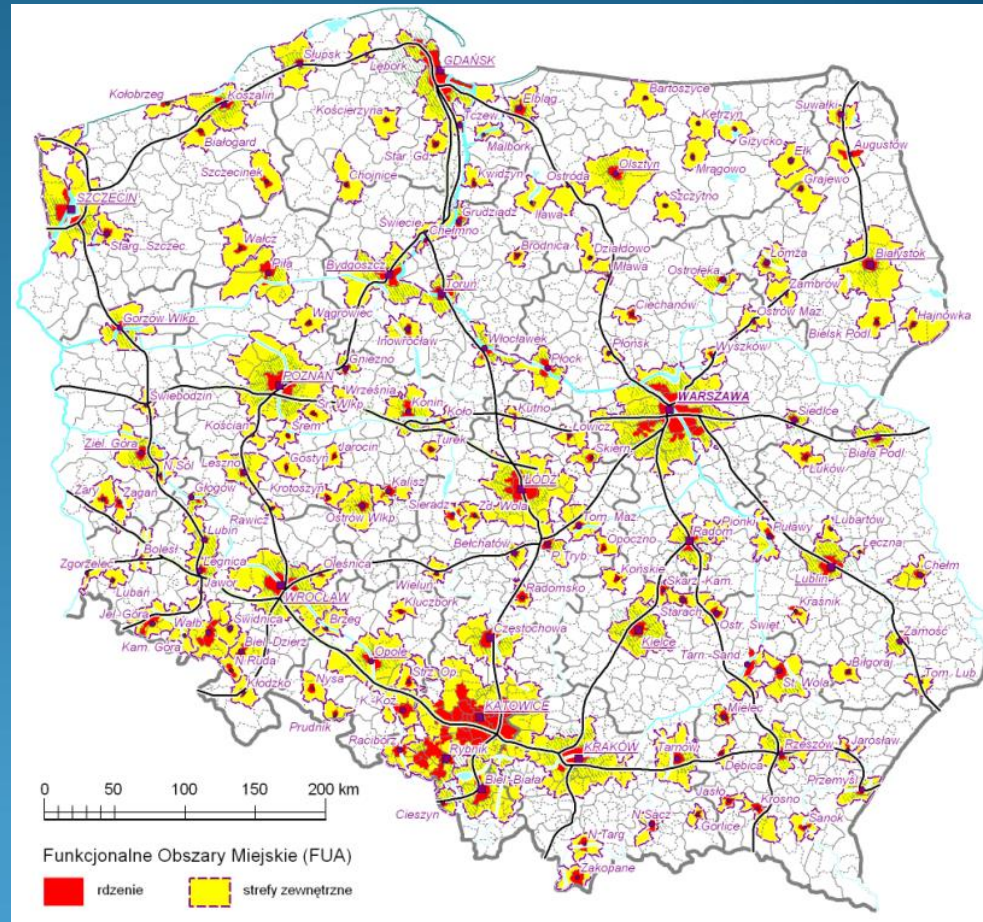 Słupsk
GDAŃSK
Lębork
Kołobrzeg
Koszalin
Elbląg
Bartoszyce
Suwałki
Kościerzyna
Tczew
Kętrzyn
Giżycko
Białogard
Malbork
Augustów
Star. Gd.
Olsztyn
Ełk
Szczecinek
Chojnice
Kwidzyn
Ostróda
Mrągowo
Grajewo
SZCZECIN
Iława
Szczytno
Grudziądz
Świecie
Chełmno
Starg. Szczec
Wałcz
Brodnica
Działdowo
Łomża
Białystok
Piła
Bydgoszcz
Mława
Ostrołęka
Toruń
Zambrów
Gorzów Wlkp.
Ciechanów
Ostrów Maz.
Hajnówka
Wągrowiec
Inowrocław
Bielsk Podl.
Włocławek
Płońsk
Wyszków
Gniezno
Płock
POZNAŃ
Września
WARSZAWA
Świebodzin
Śr. Wlkp.
Konin
Koło
Kutno
Siedlce
Kościan
Śrem
Łowicz
Ziel. Góra
Jarocin
Turek
Skiern.
Biała Podl.
Leszno
Gostyń
Łuków
N.Sól
ŁÓDŹ
Żary
Żagań
Głogów
Krotoszyn
Kalisz
Sieradz
Zd. Wola
Rawicz
Ostrów Wlkp
Tom. Maz.
Pionki
Lubartów
Lubin
Radom
Puławy
Bełchatów
Opoczno
Łęczna
Bolesł.
Legnica
Oleśnica
P. Tryb.
Zgorzelec
Końskie
Chełm
Jawor
Wieluń
Radomsko
Lublin
Lubań
WROCŁAW
Skarż.-Kam.
Kluczbork
Starach.
Kraśnik
Jel.-Góra
Świdnica
Brzeg
Ostr. Święt.
Wałb
Częstochowa
Kielce
Zamość
Kam. Góra
Biel.-Dzierż
Opole
Tarn.-Sand
N.Ruda
Strz. Op.
St. Wola
Biłgoraj
Kłodzko
Nysa
KATOWICE
Tom. Lub.
K.-Koź
Mielec
Prudnik
Racibórz
KRAKÓW
Rybnik
Tarnów
Rzeszów
Jarosław
Dębica
Biel.-Biała
Przemyśl
Jasło
Cieszyn
N.Sącz
Krosno
Gorlice
Sanok
N.Targ
Zakopane
0 50 100 150 200 km
Funkcjonalne Obszary Miejskie (FUA)
rdzenie strefy zewnętrzne